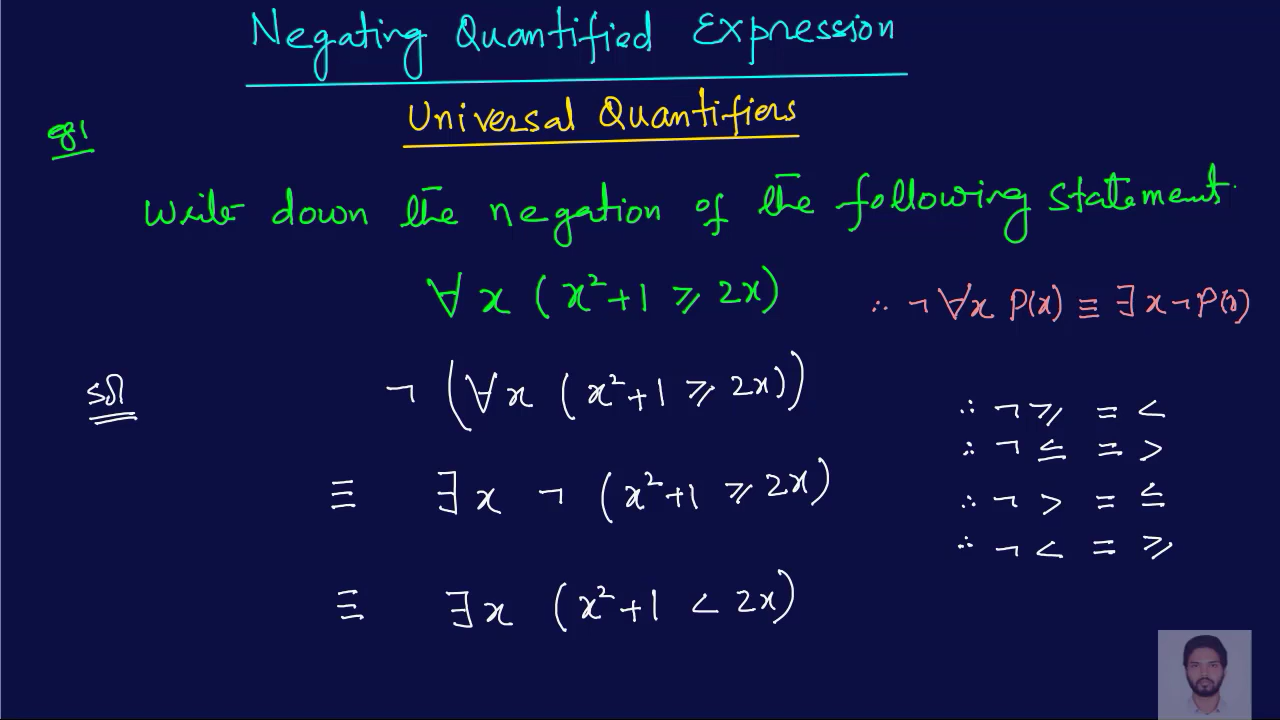 Negating Quantified Expression
Universal Quantifiers
eg1
Write down the negation of the following statement.
∀x (x²+1 ⩾ 2x)
∴ ¬∀x P(x) ≡ ∃x¬P(x)
sol
¬(∀x (x²+1 ⩾ 2x))
≡ ∃x ¬(x²+1 ⩾ 2x)
≡ ∃x (x²+1 < 2x)
∴ ¬ ⩾ = <
∴ ¬ ≤ = >
∴ ¬ > = ≤
∴ ¬ < = ⩾